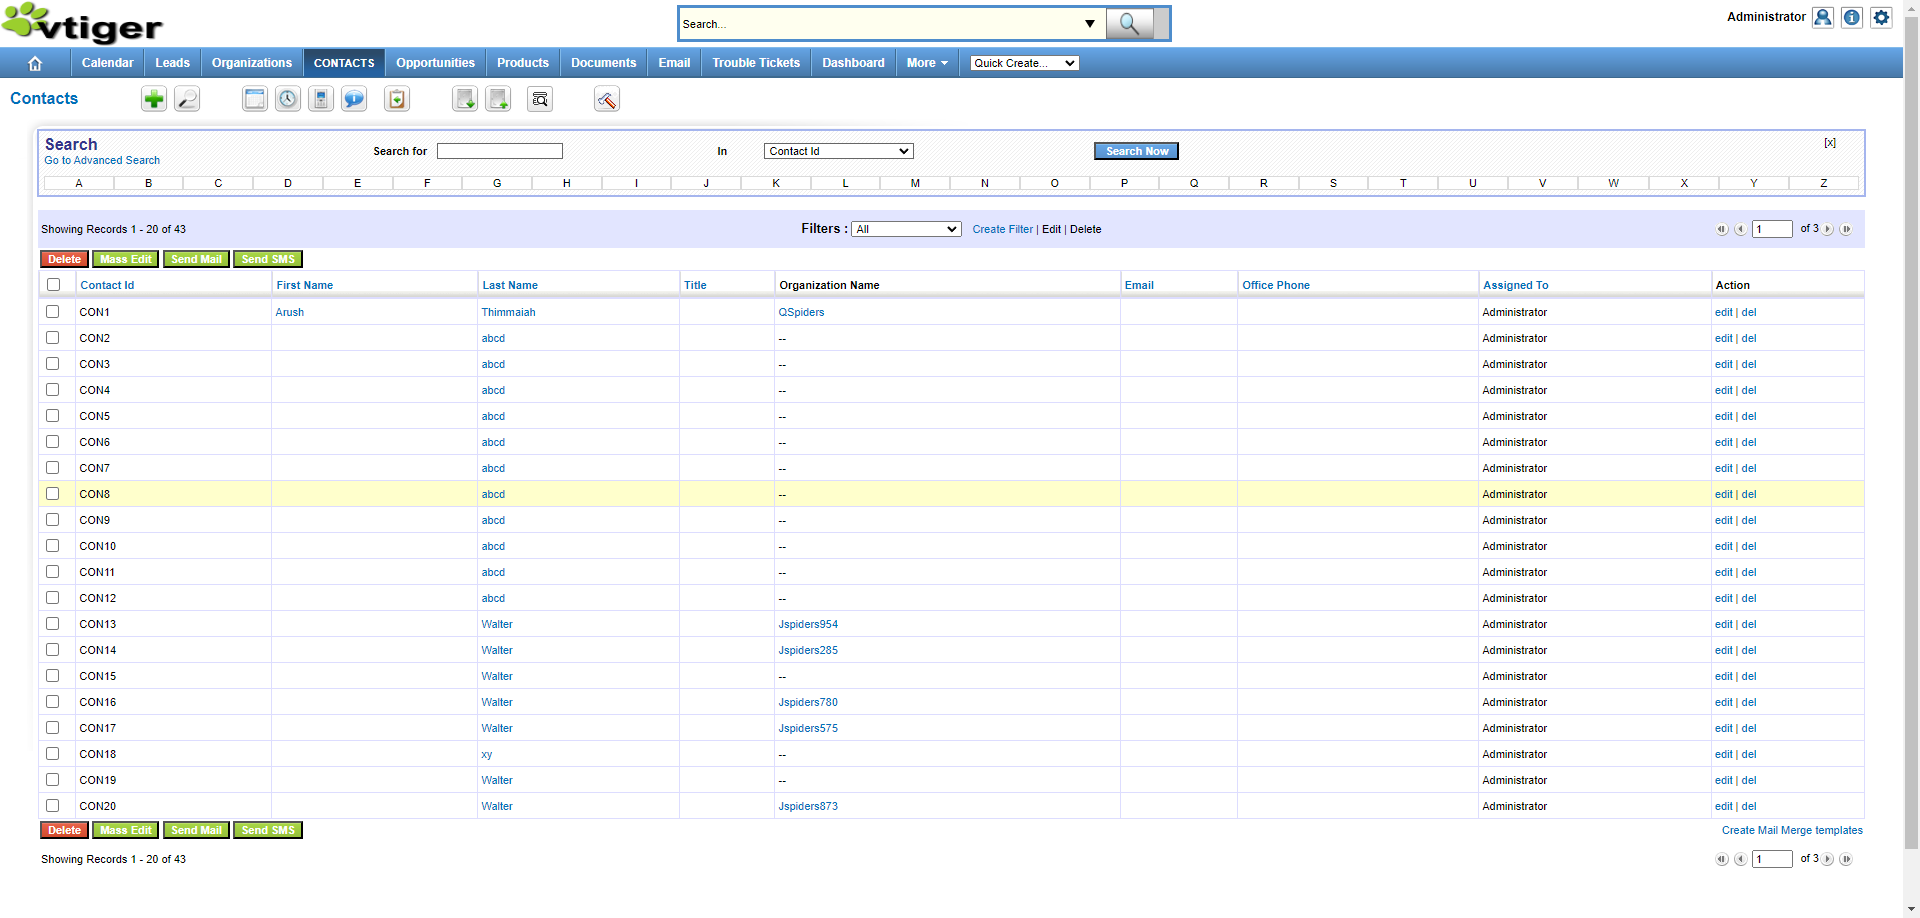 vtiger
Search...
Administrator
Calendar Leads Organizations CONTACTS Opportunities Products Documents Email Trouble Tickets Dashboard More Quick Create...
Contacts
Search
Go to Advanced Search
Search for In Contact Id Search Now [x]
A B C D E F G H I J K L M N O P Q R S T U V W X Y Z
Showing Records 1 - 20 of 43 Filters : All Create Filter | Edit | Delete 1 of 3
Delete Mass Edit Send Mail Send SMS
Contact Id First Name Last Name Title Organization Name Email Office Phone Assigned To Action
CON1 Arush Thimmaiah QSpiders Administrator edit | del
CON2 abcd -- Administrator edit | del
CON3 abcd -- Administrator edit | del
CON4 abcd -- Administrator edit | del
CON5 abcd -- Administrator edit | del
CON6 abcd -- Administrator edit | del
CON7 abcd -- Administrator edit | del
CON8 abcd -- Administrator edit | del
CON9 abcd -- Administrator edit | del
CON10 abcd -- Administrator edit | del
CON11 abcd -- Administrator edit | del
CON12 abcd -- Administrator edit | del
CON13 Walter Jspiders954 Administrator edit | del
CON14 Walter Jspiders285 Administrator edit | del
CON15 Walter -- Administrator edit | del
CON16 Walter Jspiders780 Administrator edit | del
CON17 Walter Jspiders575 Administrator edit | del
CON18 xy -- Administrator edit | del
CON19 Walter -- Administrator edit | del
CON20 Walter Jspiders873 Administrator edit | del
Delete Mass Edit Send Mail Send SMS Create Mail Merge templates
Showing Records 1 - 20 of 43 1 of 3